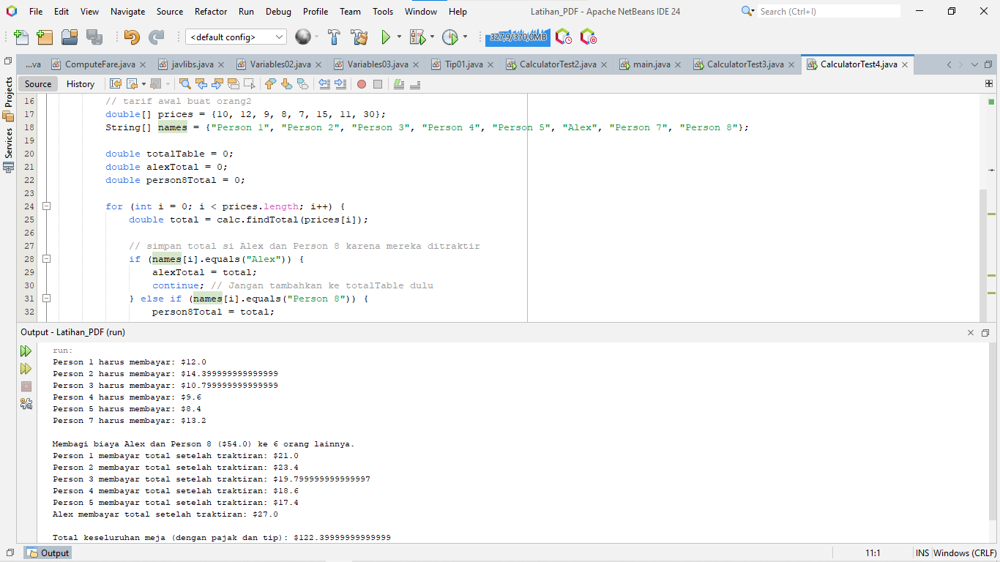 File Edit View Navigate Source Refactor Run Debug Profile Team Tools Window Help Latihan_PDF - Apache NetBeans IDE 24 Search (Ctrl+I)
<default config> 327,9/370,0MB
...va ComputeFare.java javlibs.java Variables02.java Variables03.java Tip01.java CalculatorTest2.java main.java CalculatorTest3.java CalculatorTest4.java
Source History
Projects
Services
16 // tarif awal buat orang2
17 double[] prices = {10, 12, 9, 8, 7, 15, 11, 30};
18 String[] names = {"Person 1", "Person 2", "Person 3", "Person 4", "Person 5", "Alex", "Person 7", "Person 8"};
19
20 double totalTable = 0;
21 double alexTotal = 0;
22 double person8Total = 0;
23
24 for (int i = 0; i < prices.length; i++) {
25 double total = calc.findTotal(prices[i]);
26
27 // simpan total si Alex dan Person 8 karena mereka ditraktir
28 if (names[i].equals("Alex")) {
29 alexTotal = total;
30 continue; // Jangan tambahkan ke totalTable dulu
31 } else if (names[i].equals("Person 8")) {
32 person8Total = total;
Output - Latihan_PDF (run)
run:
Person 1 harus membayar: $12.0
Person 2 harus membayar: $14.399999999999999
Person 3 harus membayar: $10.799999999999999
Person 4 harus membayar: $9.6
Person 5 harus membayar: $8.4
Person 7 harus membayar: $13.2
Membagi biaya Alex dan Person 8 ($54.0) ke 6 orang lainnya.
Person 1 membayar total setelah traktiran: $21.0
Person 2 membayar total setelah traktiran: $23.4
Person 3 membayar total setelah traktiran: $19.799999999999997
Person 4 membayar total setelah traktiran: $18.6
Person 5 membayar total setelah traktiran: $17.4
Alex membayar total setelah traktiran: $27.0
Total keseluruhan meja (dengan pajak dan tip): $122.39999999999999
Output 11:1 INS Windows (CRLF)